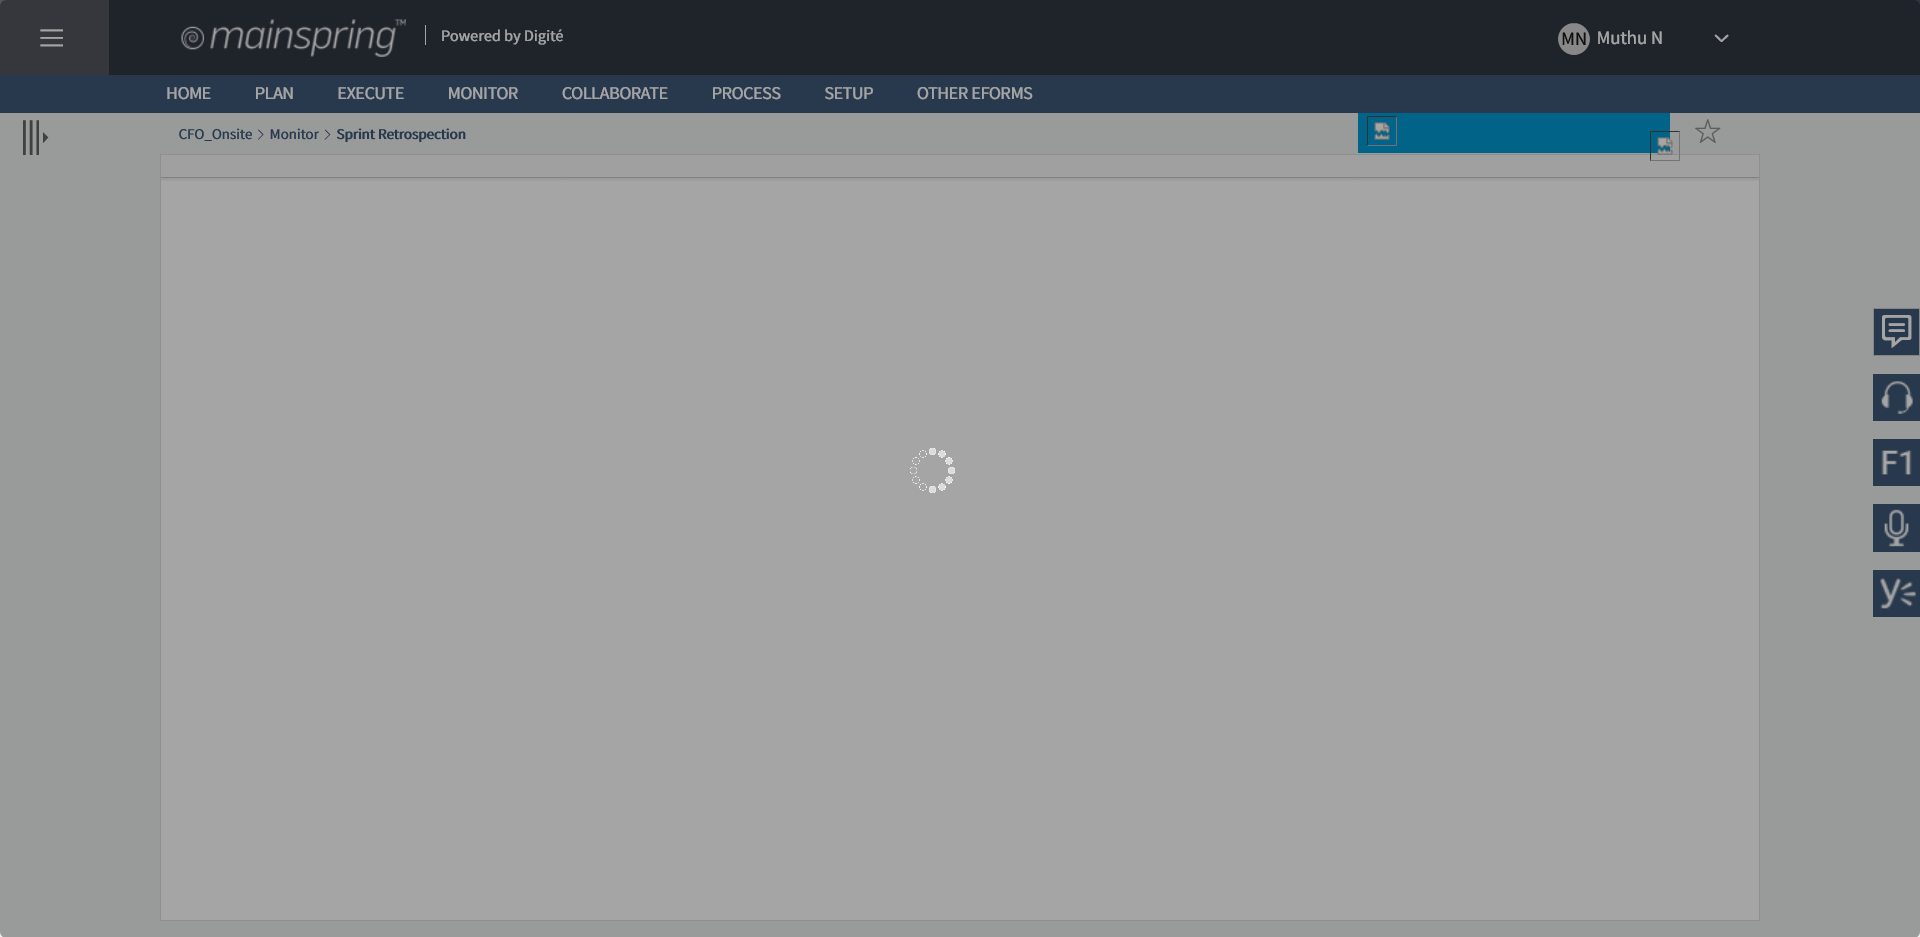 mainspring™ Powered by Digité
MN Muthu N
HOME PLAN EXECUTE MONITOR COLLABORATE PROCESS SETUP OTHER EFORMS
CFO_Onsite > Monitor > Sprint Retrospection
F1